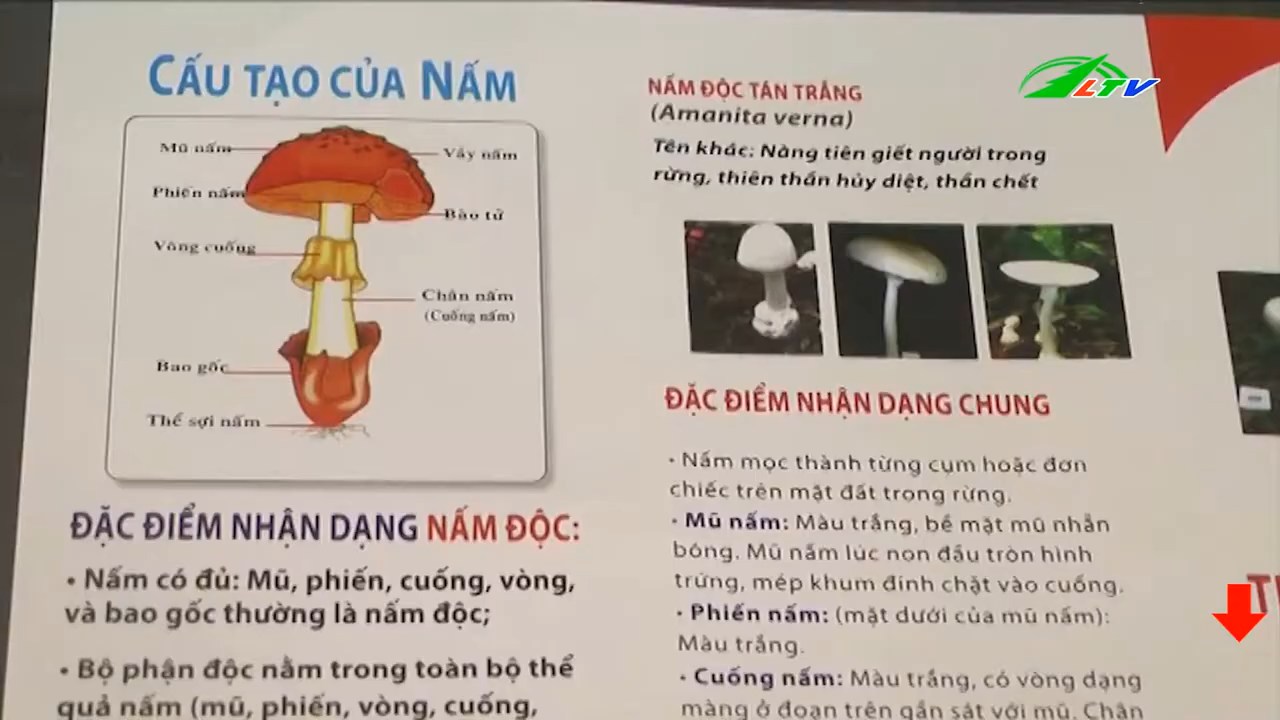 CẤU TẠO CỦA NẤM
Mũ nấm
Vảy nấm
Phiến nấm
Bào tử
Vòng cuống
Chân nấm
(Cuống nấm)
Bao gốc
Thể sợi nấm
ĐẶC ĐIỂM NHẬN DẠNG NẤM ĐỘC:
• Nấm có đủ: Mũ, phiến, cuống, vòng,
và bao gốc thường là nấm độc;
• Bộ phận độc nằm trong toàn bộ thể
quả nấm (mũ, phiến, vòng, cuống,
NẤM ĐỘC TÁN TRẮNG
(Amanita verna)
Tên khác: Nàng tiên giết người trong
rừng, thiên thần hủy diệt, thần chết
ĐẶC ĐIỂM NHẬN DẠNG CHUNG
• Nấm mọc thành từng cụm hoặc đơn
chiếc trên mặt đất trong rừng.
• Mũ nấm: Màu trắng, bề mặt mũ nhẵn
bóng. Mũ nấm lúc non đầu tròn hình
trứng, mép khum đính chặt vào cuống.
• Phiến nấm: (mặt dưới của mũ nấm):
Màu trắng.
• Cuống nấm: Màu trắng, có vòng dạng
màng ở đoạn trên gần sát với mũ. Chân
LTV